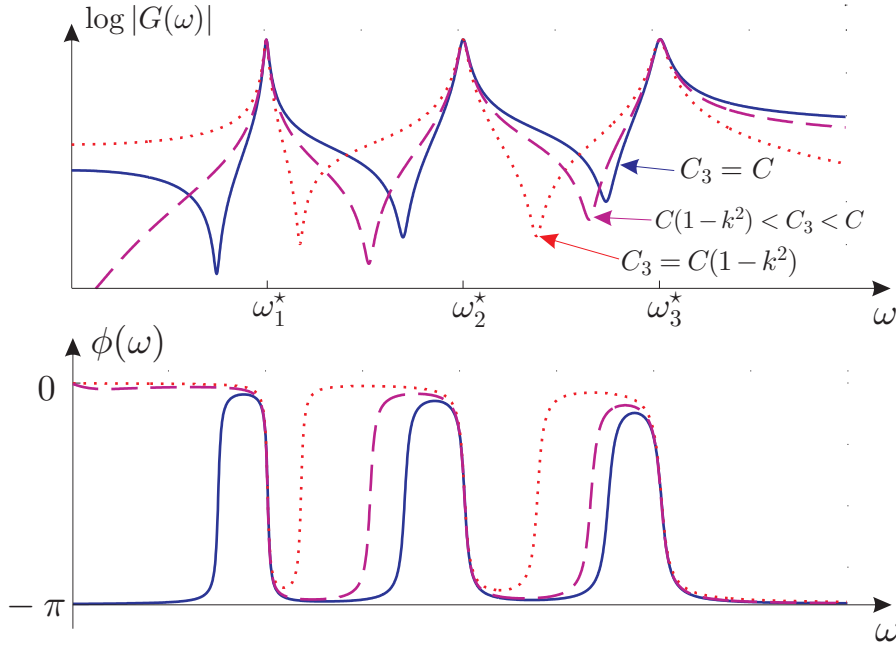 log |G(ω)|
C₃ = C
C(1−k²) < C₃ < C
C₃ = C(1−k²)
ω₁⋆ ω₂⋆ ω₃⋆ ω
ϕ(ω)
0
− π
ω